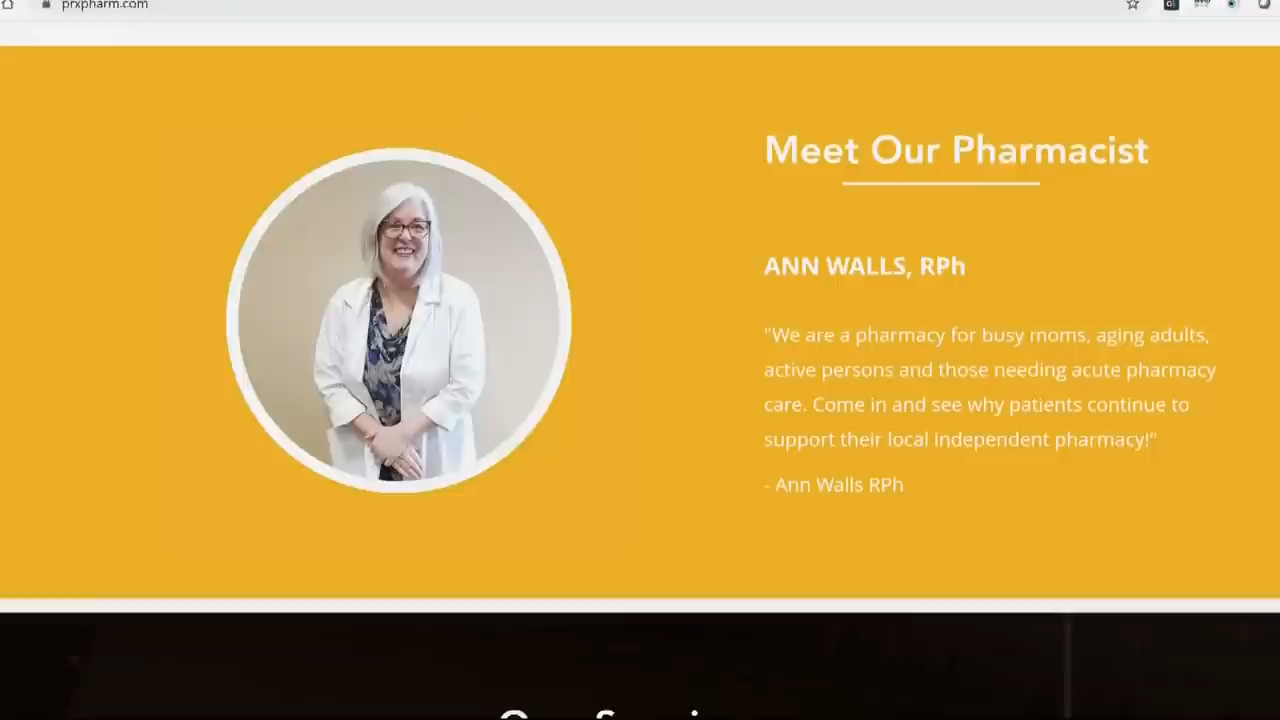 prxpharm.com
Meet Our Pharmacist
ANN WALLS, RPh
"We are a pharmacy for busy moms, aging adults,
active persons and those needing acute pharmacy
care. Come in and see why patients continue to
support their local independent pharmacy!"
- Ann Walls RPh